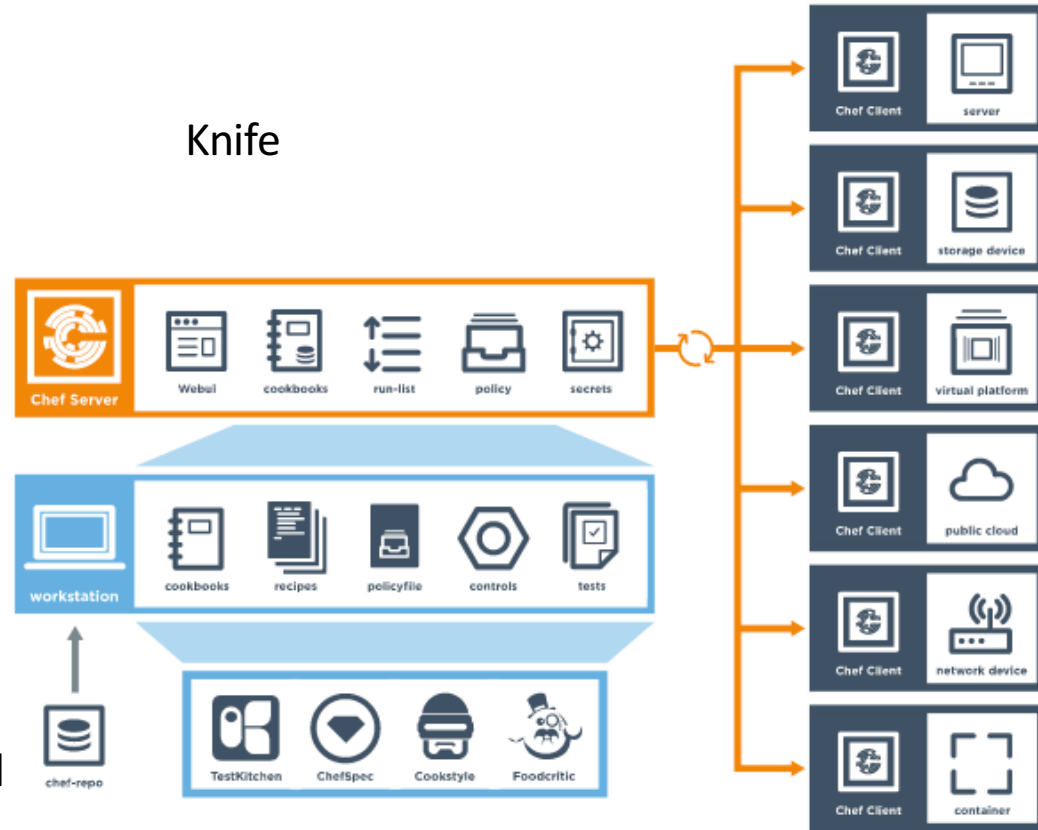 Knife
Chef Server
Webui
cookbooks
run-list
policy
secrets
workstation
cookbooks
recipes
policyfile
controls
tests
chef-repo
TestKitchen
ChefSpec
Cookstyle
Foodcritic
Chef Client
server
Chef Client
storage device
Chef Client
virtual platform
Chef Client
public cloud
Chef Client
network device
Chef Client
container